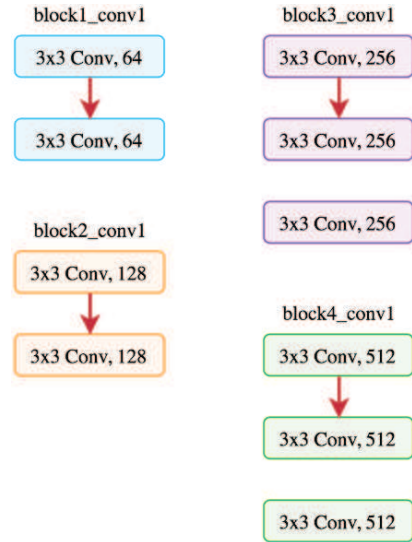 block1_conv1
3x3 Conv, 64
3x3 Conv, 64
block2_conv1
3x3 Conv, 128
3x3 Conv, 128
block3_conv1
3x3 Conv, 256
3x3 Conv, 256
3x3 Conv, 256
block4_conv1
3x3 Conv, 512
3x3 Conv, 512
3x3 Conv, 512